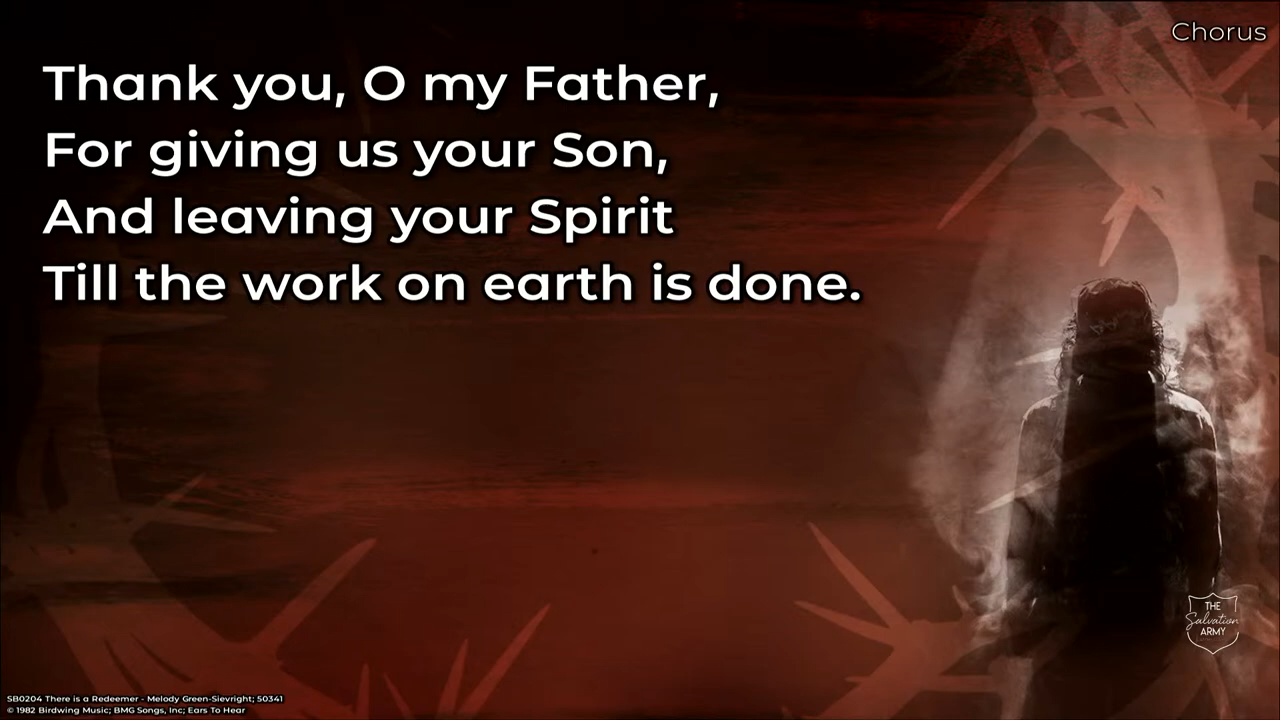 Chorus
Thank you, O my Father,
For giving us your Son,
And leaving your Spirit
Till the work on earth is done.
THE
Salvation
ARMY
SB0204 There is a Redeemer - Melody Green-Sievright; 50341
© 1982 Birdwing Music; BMG Songs, Inc; Ears To Hear